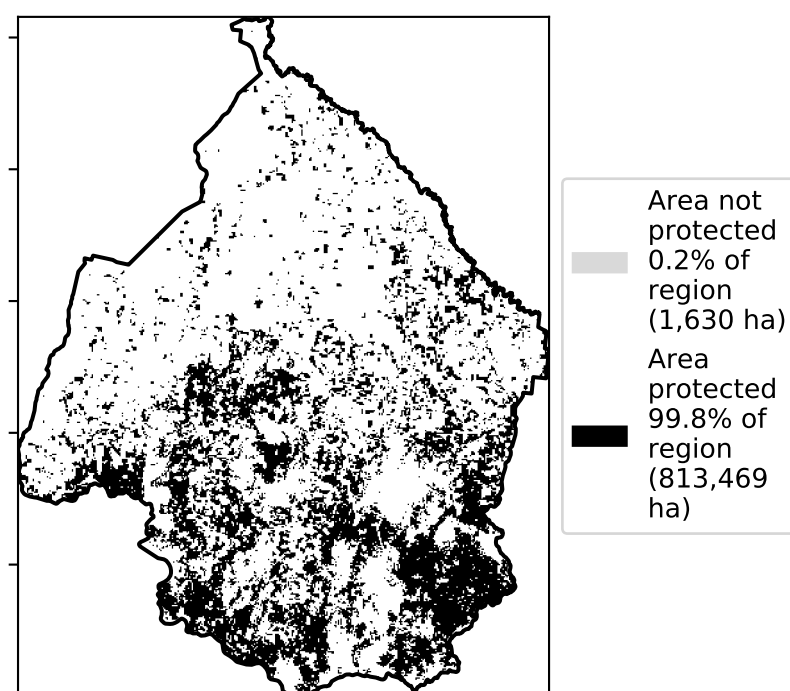 Area not
protected
0.2% of
region
(1,630 ha)
Area
protected
99.8% of
region
(813,469
ha)